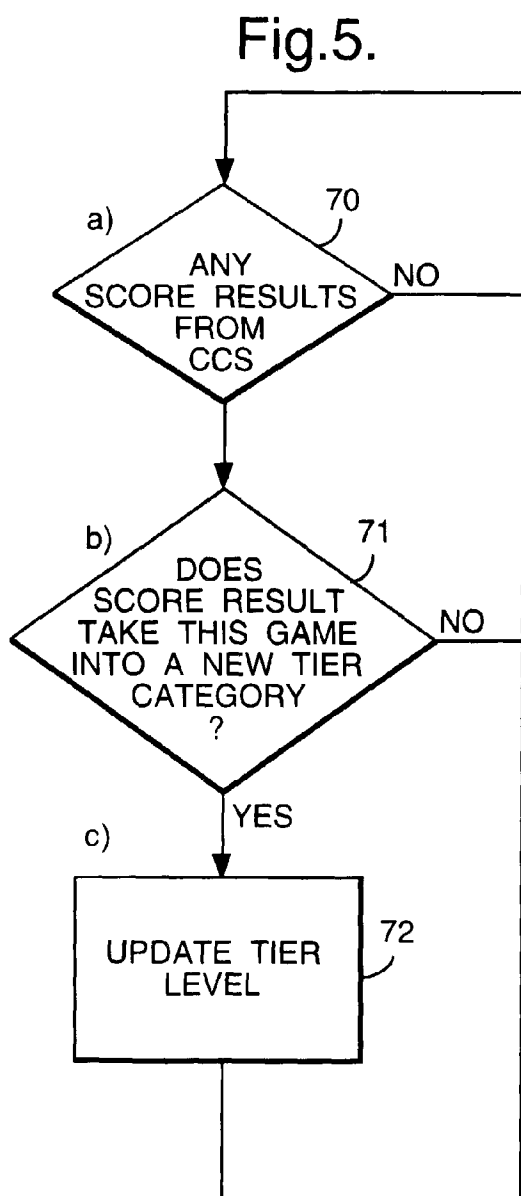 Fig.5.
a)
70
ANY
SCORE RESULTS
FROM
CCS
NO
b)
71
DOES
SCORE RESULT
TAKE THIS GAME
INTO A NEW TIER
CATEGORY
?
NO
YES
c)
72
UPDATE TIER
LEVEL